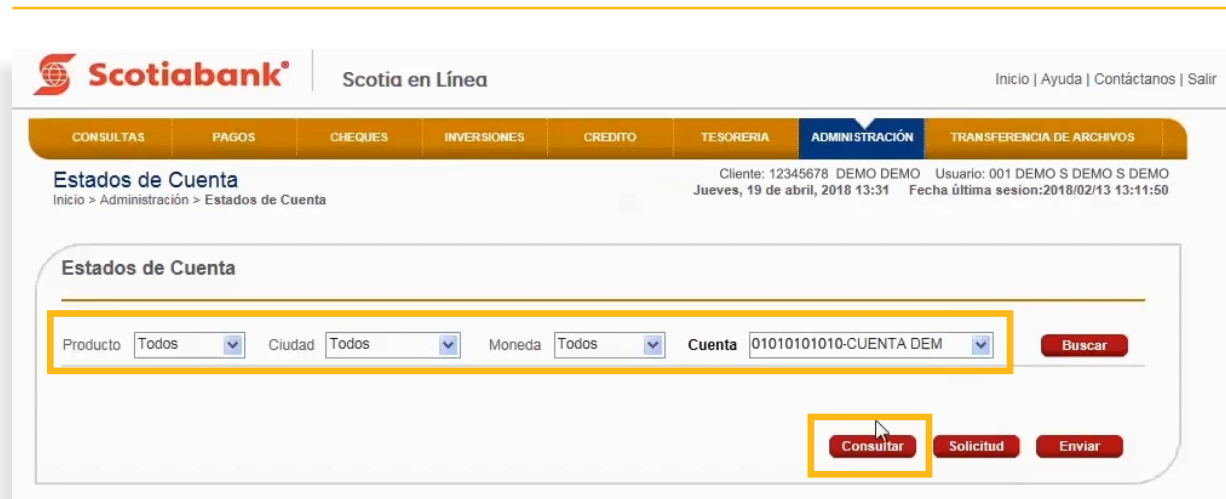 Scotiabank® Scotia en Línea Inicio | Ayuda | Contáctanos | Salir
CONSULTAS PAGOS CHEQUES INVERSIONES CREDITO TESORERIA ADMINISTRACIÓN TRANSFERENCIA DE ARCHIVOS
Estados de Cuenta Cliente: 12345678 DEMO DEMO Usuario: 001 DEMO S DEMO S DEMO
Inicio > Administración > Estados de Cuenta Jueves, 19 de abril, 2018 13:31 Fecha última sesion:2018/02/13 13:11:50
Estados de Cuenta
Producto Todos Ciudad Todos Moneda Todos Cuenta 01010101010-CUENTA DEM Buscar
Consultar Solicitud Enviar